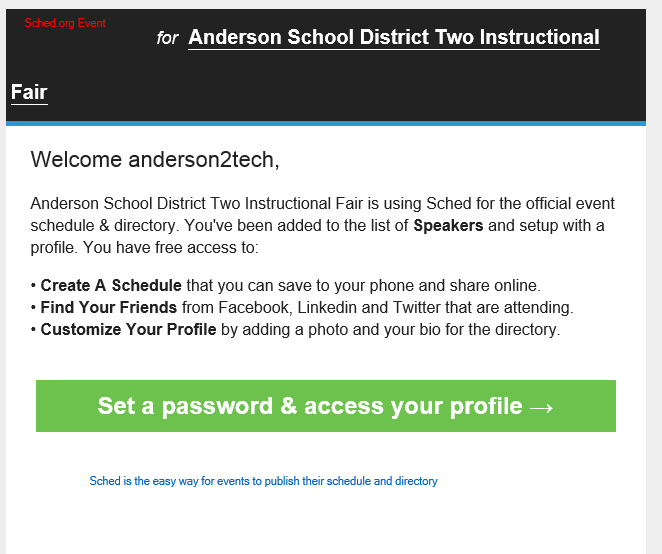 Sched.org Event
for Anderson School District Two Instructional
Fair
Welcome anderson2tech,
Anderson School District Two Instructional Fair is using Sched for the official event
schedule & directory. You've been added to the list of Speakers and setup with a
profile. You have free access to:
• Create A Schedule that you can save to your phone and share online.
• Find Your Friends from Facebook, Linkedin and Twitter that are attending.
• Customize Your Profile by adding a photo and your bio for the directory.
Set a password & access your profile →
Sched is the easy way for events to publish their schedule and directory